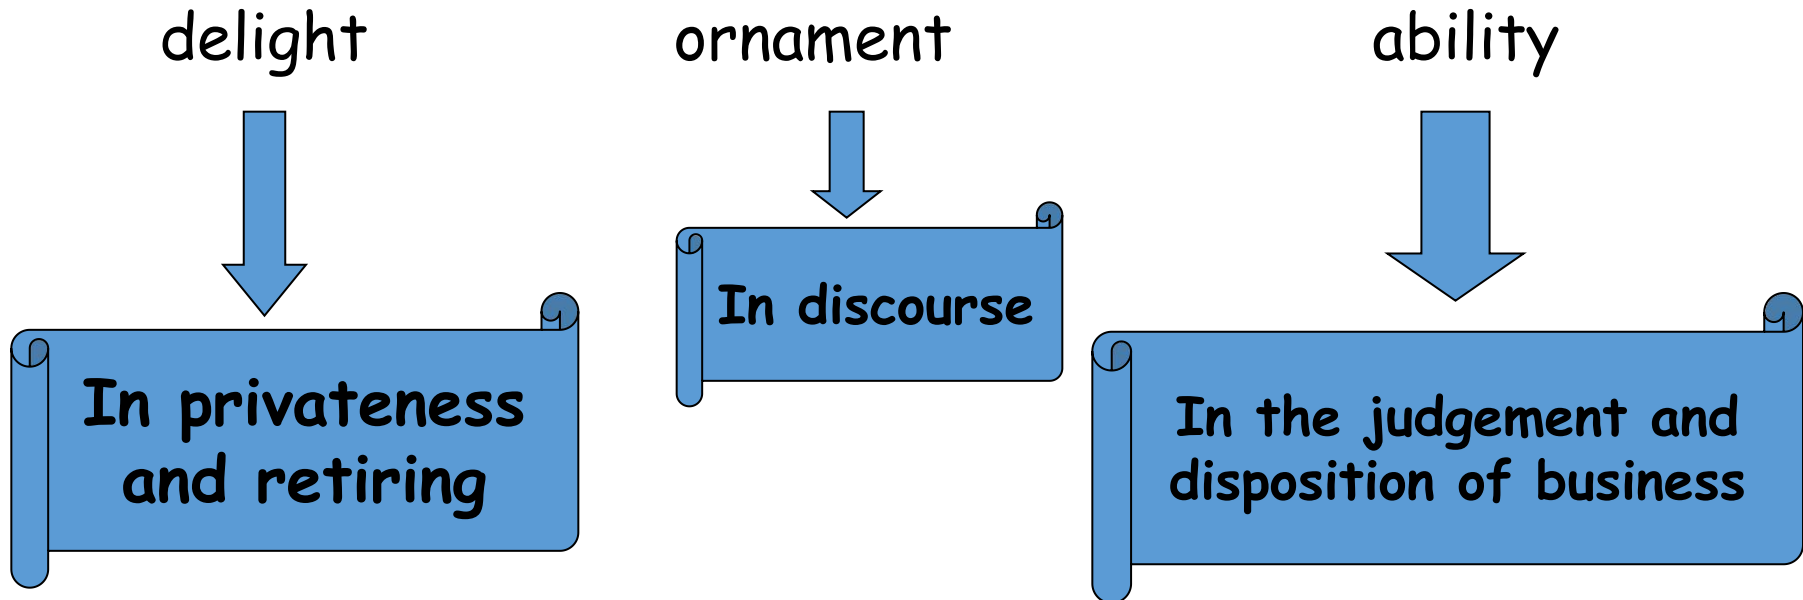 delight
ornament
ability
In discourse
In privateness
and retiring
In the judgement and
disposition of business